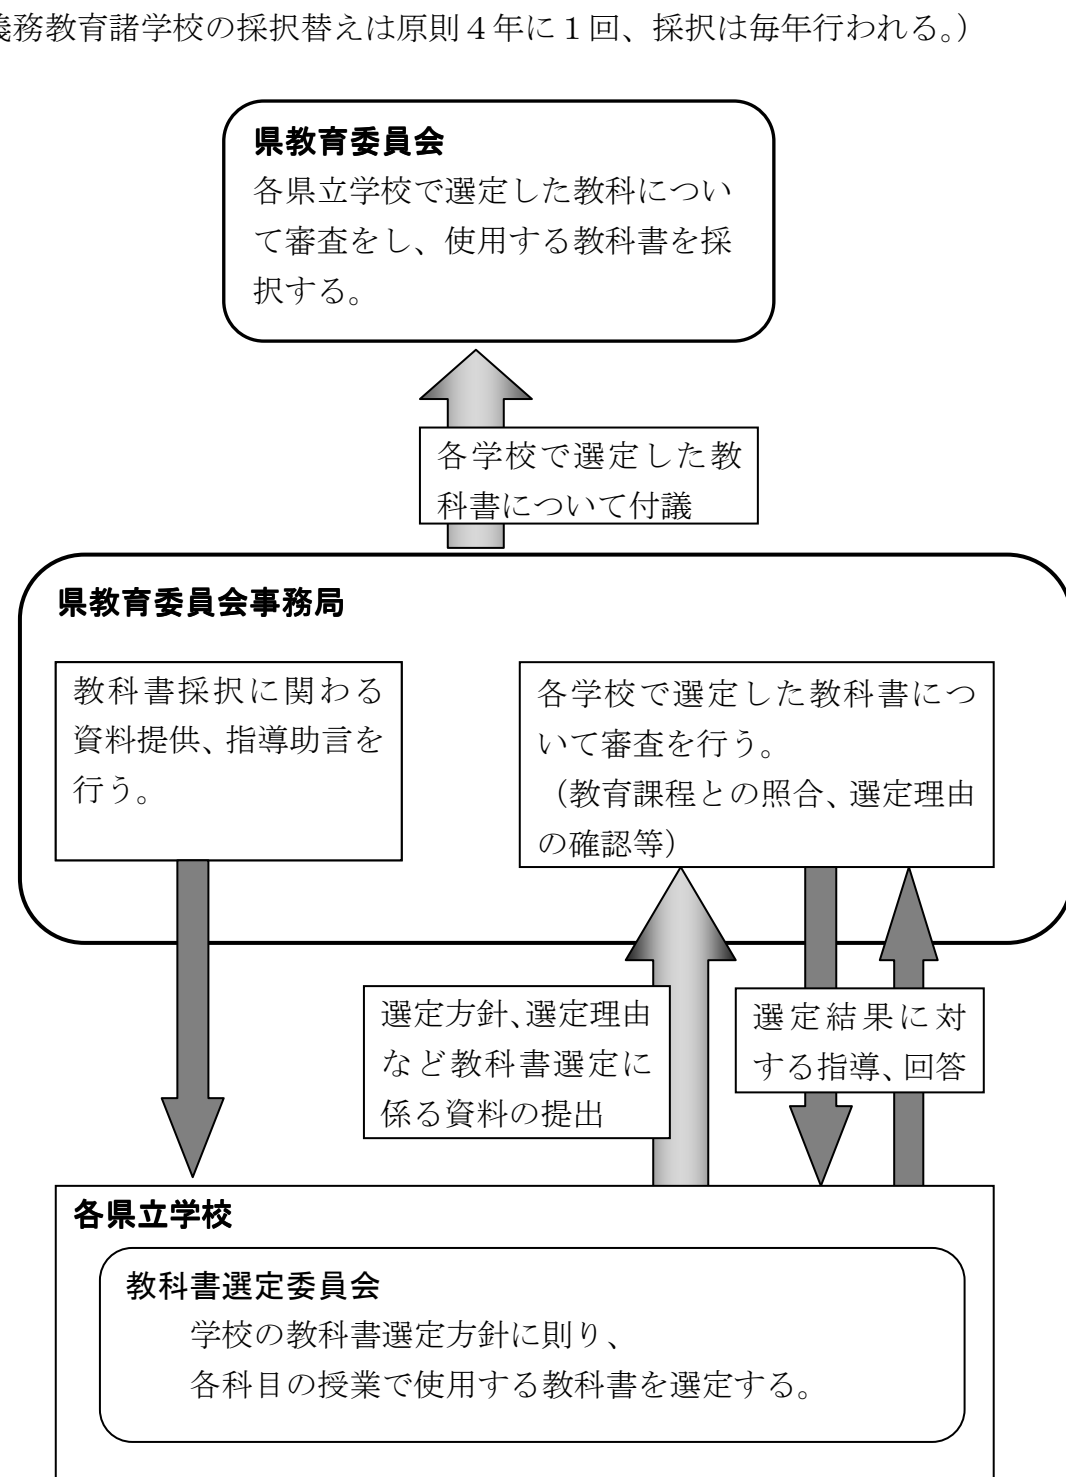 務教育諸学校の採択替えは原則４年に１回、採択は毎年行われる。）
県教育委員会
各県立学校で選定した教科につい
て審査をし、使用する教科書を採
択する。
各学校で選定した教
科書について付議
県教育委員会事務局
教科書採択に関わる
資料提供、指導助言を
行う。
各学校で選定した教科書につ
いて審査を行う。
（教育課程との照合、選定理由
の確認等）
選定方針、選定理由
など教科書選定に
係る資料の提出
選定結果に対
する指導、回答
各県立学校
教科書選定委員会
学校の教科書選定方針に則り、
各科目の授業で使用する教科書を選定する。